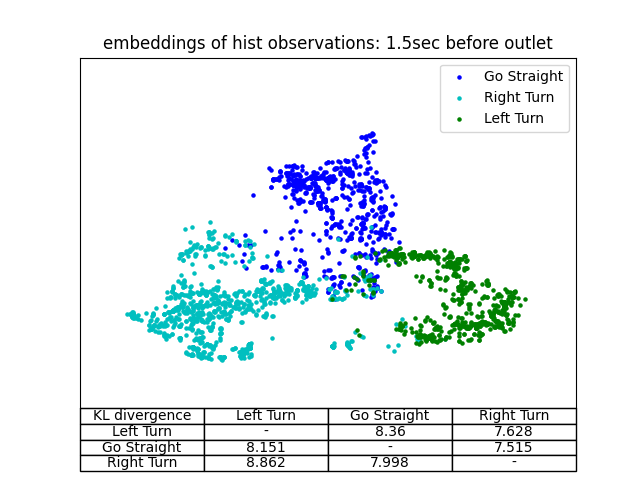 embeddings of hist observations: 1.5sec before outlet
Go Straight
Right Turn
Left Turn
KL divergence Left Turn Go Straight Right Turn
Left Turn - 8.36 7.628
Go Straight 8.151 - 7.515
Right Turn 8.862 7.998 -